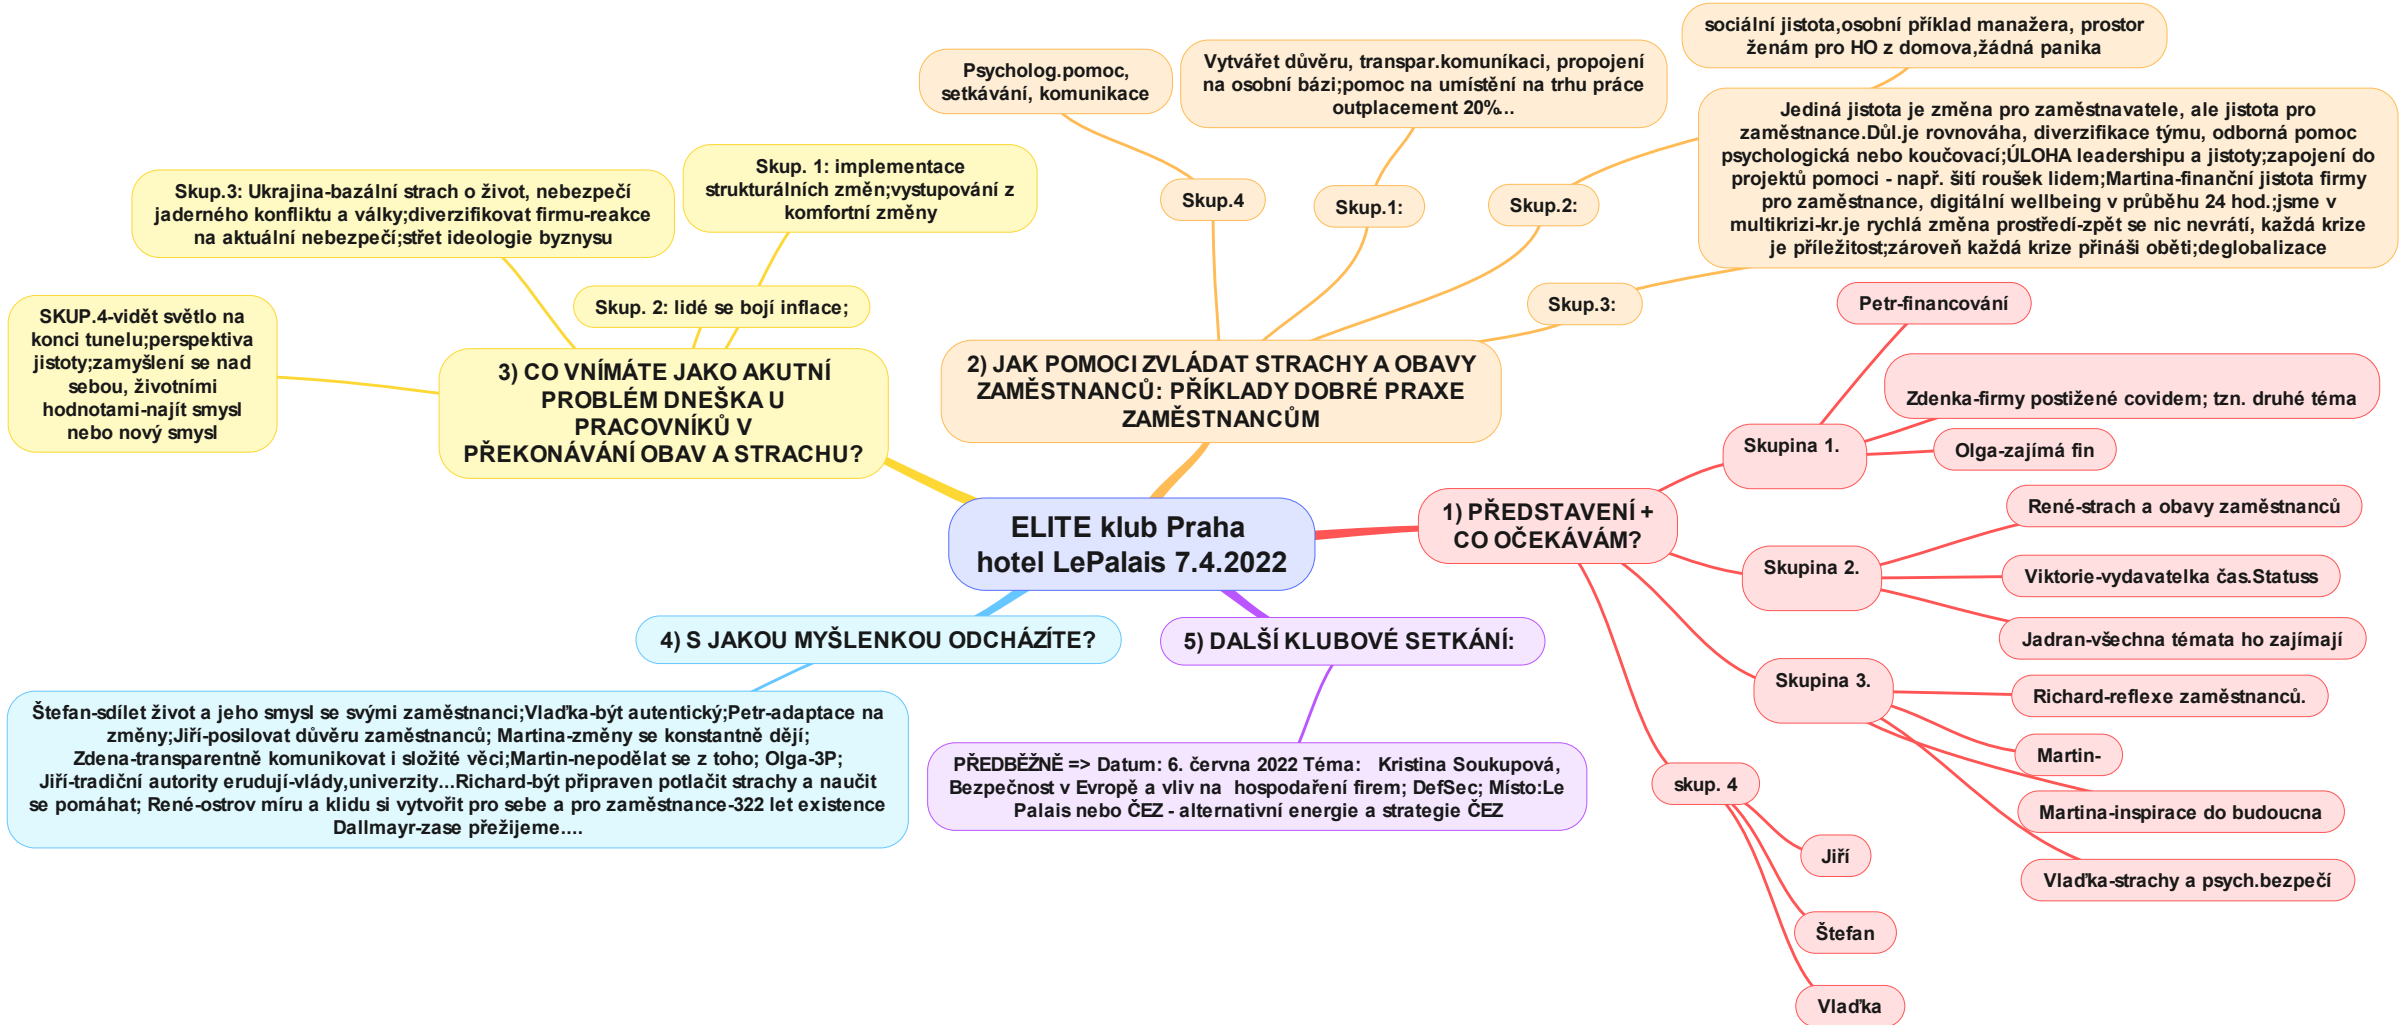 ELITE klub Praha
hotel LePalais 7.4.2022
1) PŘEDSTAVENÍ +
CO OČEKÁVÁM?
Skupina 1.
Petr-financování
Zdenka-firmy postižené covidem; tzn. druhé téma
Olga-zajímá fin
Skupina 2.
René-strach a obavy zaměstnanců
Viktorie-vydavatelka čas.Statuss
Jadran-všechna témata ho zajímají
Skupina 3.
Richard-reflexe zaměstnanců.
Martin-
Martina-inspirace do budoucna
Vlaďka-strachy a psych.bezpečí
skup. 4
Jiří
Štefan
Vlaďka
2) JAK POMOCI ZVLÁDAT STRACHY A OBAVY
ZAMĚSTNANCŮ: PŘÍKLADY DOBRÉ PRAXE
ZAMĚSTNANCŮM
Skup.4
Psycholog.pomoc,
setkávání, komunikace
Skup.1:
Vytvářet důvěru, transpar.komuníkaci, propojení
na osobní bázi;pomoc na umístění na trhu práce
outplacement 20%...
Skup.2:
sociální jistota,osobní příklad manažera, prostor
ženám pro HO z domova,žádná panika
Skup.3:
Jediná jistota je změna pro zaměstnavatele, ale jistota pro
zaměstnance.Důl.je rovnováha, diverzifikace týmu, odborná pomoc
psychologická nebo koučovací;ÚLOHA leadershipu a jistoty;zapojení do
projektů pomoci - např. šití roušek lidem;Martina-finanční jistota firmy
pro zaměstnance, digitální wellbeing v průběhu 24 hod.;jsme v
multikrizi-kr.je rychlá změna prostředí-zpět se nic nevrátí, každá krize
je příležitost;zároveň každá krize přináši oběti;deglobalizace
3) CO VNÍMÁTE JAKO AKUTNÍ
PROBLÉM DNEŠKA U
PRACOVNÍKŮ V
PŘEKONÁVÁNÍ OBAV A STRACHU?
Skup. 1: implementace
strukturálních změn;vystupování z
komfortní změny
Skup. 2: lidé se bojí inflace;
Skup.3: Ukrajina-bazální strach o život, nebezpečí
jaderného konfliktu a války;diverzifikovat firmu-reakce
na aktuální nebezpečí;střet ideologie byznysu
SKUP.4-vidět světlo na
konci tunelu;perspektiva
jistoty;zamyšlení se nad
sebou, životními
hodnotami-najít smysl
nebo nový smysl
4) S JAKOU MYŠLENKOU ODCHÁZÍTE?
Štefan-sdílet život a jeho smysl se svými zaměstnanci;Vlaďka-být autentický;Petr-adaptace na
změny;Jiří-posilovat důvěru zaměstnanců; Martina-změny se konstantně dějí;
Zdena-transparentně komunikovat i složité věci;Martin-nepodělat se z toho; Olga-3P;
Jiří-tradiční autority erudují-vlády,univerzity...Richard-být připraven potlačit strachy a naučit
se pomáhat; René-ostrov míru a klidu si vytvořit pro sebe a pro zaměstnance-322 let existence
Dallmayr-zase přežijeme....
5) DALŠÍ KLUBOVÉ SETKÁNÍ:
PŘEDBĚŽNĚ => Datum: 6. června 2022 Téma: Kristina Soukupová,
Bezpečnost v Evropě a vliv na hospodaření firem; DefSec; Místo:Le
Palais nebo ČEZ - alternativní energie a strategie ČEZ